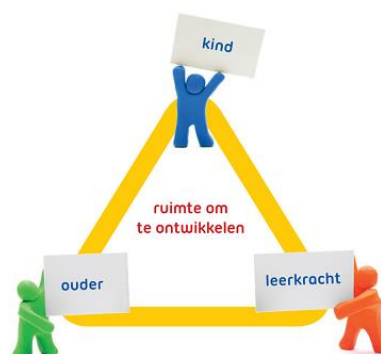 kind
ruimte om
te ontwikkelen
ouder
leerkracht